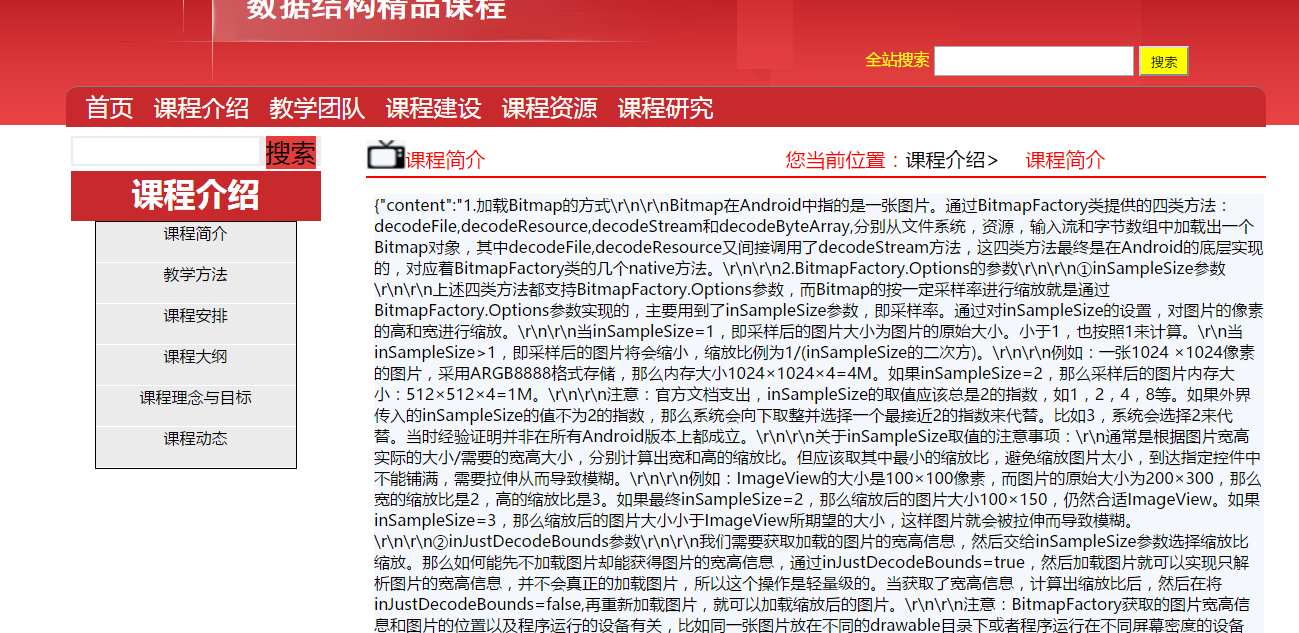 数据结构精品课程
全站搜索
搜索
首页 课程介绍 教学团队 课程建设 课程资源 课程研究
搜索
课程介绍
课程简介
教学方法
课程安排
课程大纲
课程理念与目标
课程动态
课程简介
您当前位置：课程介绍> 课程简介
{"content":"1.加载Bitmap的方式\r\n\r\nBitmap在Android中指的是一张图片。通过BitmapFactory类提供的四类方法：
decodeFile,decodeResource,decodeStream和decodeByteArray,分别从文件系统，资源，输入流和字节数组中加载出一个
Bitmap对象，其中decodeFile,decodeResource又间接调用了decodeStream方法，这四类方法最终是在Android的底层实现
的，对应着BitmapFactory类的几个native方法。\r\n\r\n2.BitmapFactory.Options的参数\r\n\r\n①inSampleSize参数
\r\n\r\n上述四类方法都支持BitmapFactory.Options参数，而Bitmap的按一定采样率进行缩放就是通过
BitmapFactory.Options参数实现的，主要用到了inSampleSize参数，即采样率。通过对inSampleSize的设置，对图片的像素
的高和宽进行缩放。\r\n\r\n当inSampleSize=1，即采样后的图片大小为图片的原始大小。小于1，也按照1来计算。\r\n当
inSampleSize>1，即采样后的图片将会缩小，缩放比例为1/(inSampleSize的二次方)。\r\n\r\n例如：一张1024 ×1024像素
的图片，采用ARGB8888格式存储，那么内存大小1024×1024×4=4M。如果inSampleSize=2，那么采样后的图片内存大
小：512×512×4=1M。\r\n\r\n注意：官方文档支出，inSampleSize的取值应该总是2的指数，如1，2，4，8等。如果外界
传入的inSampleSize的值不为2的指数，那么系统会向下取整并选择一个最接近2的指数来代替。比如3，系统会选择2来代
替。当时经验证明并非在所有Android版本上都成立。\r\n\r\n关于inSampleSize取值的注意事项：\r\n通常是根据图片宽高
实际的大小/需要的宽高大小，分别计算出宽和高的缩放比。但应该取其中最小的缩放比，避免缩放图片太小，到达指定控件中
不能铺满，需要拉伸从而导致模糊。\r\n\r\n例如：ImageView的大小是100×100像素，而图片的原始大小为200×300，那么
宽的缩放比是2，高的缩放比是3。如果最终inSampleSize=2，那么缩放后的图片大小100×150，仍然合适ImageView。如果
inSampleSize=3，那么缩放后的图片大小小于ImageView所期望的大小，这样图片就会被拉伸而导致模糊。
\r\n\r\n②inJustDecodeBounds参数\r\n\r\n我们需要获取加载的图片的宽高信息，然后交给inSampleSize参数选择缩放比
缩放。那么如何能先不加载图片却能获得图片的宽高信息，通过inJustDecodeBounds=true，然后加载图片就可以实现只解
析图片的宽高信息，并不会真正的加载图片，所以这个操作是轻量级的。当获取了宽高信息，计算出缩放比后，然后在将
inJustDecodeBounds=false,再重新加载图片，就可以加载缩放后的图片。\r\n\r\n注意：BitmapFactory获取的图片宽高信
息和图片的位置以及程序运行的设备有关，比如同一张图片放在不同的drawable目录下或者程序运行在不同屏幕密度的设备